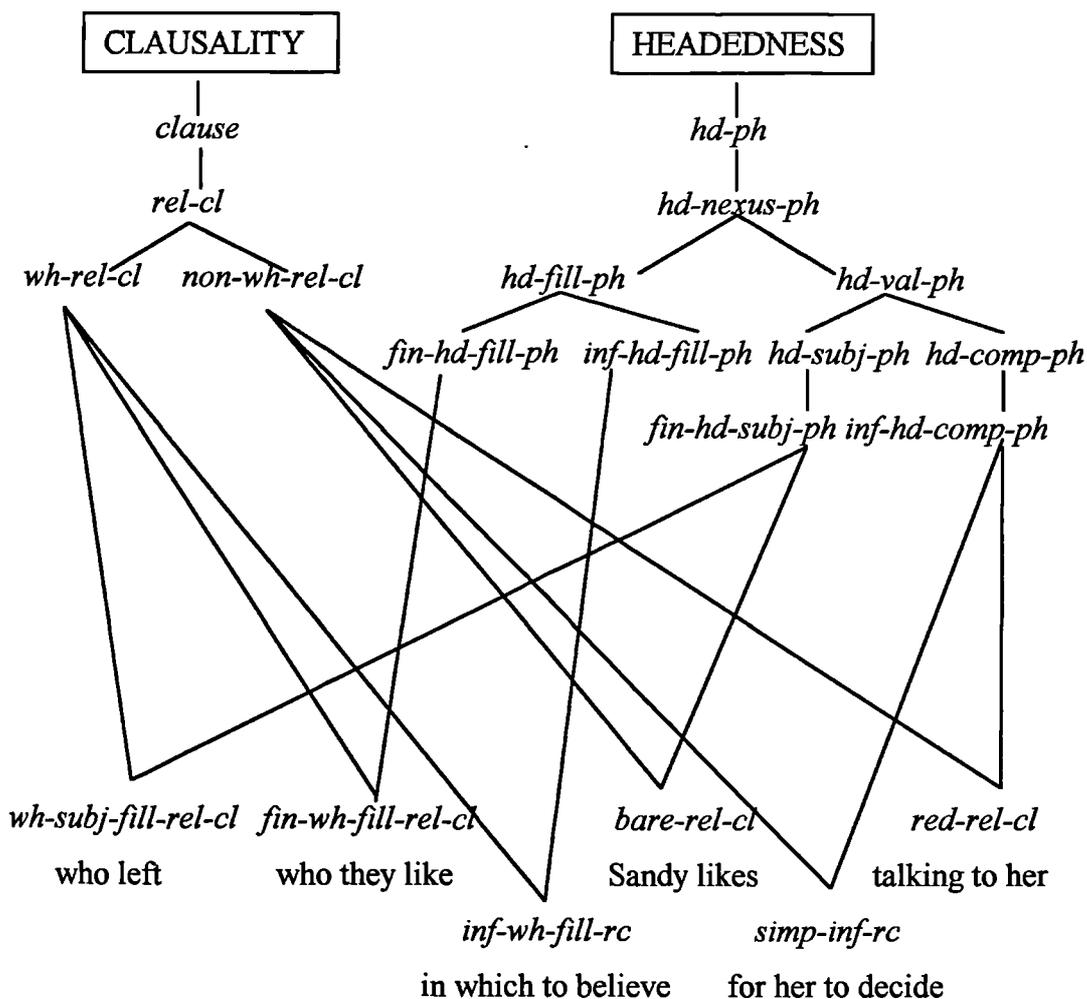 CLAUSALITY HEADEDNESS
clause hd-ph
rel-cl hd-nexus-ph
wh-rel-cl non-wh-rel-cl hd-fill-ph hd-val-ph
fin-hd-fill-ph inf-hd-fill-ph hd-subj-ph hd-comp-ph
fin-hd-subj-ph inf-hd-comp-ph
wh-subj-fill-rel-cl fin-wh-fill-rel-cl bare-rel-cl red-rel-cl
who left who they like Sandy likes talking to her
inf-wh-fill-rc simp-inf-rc
in which to believe for her to decide